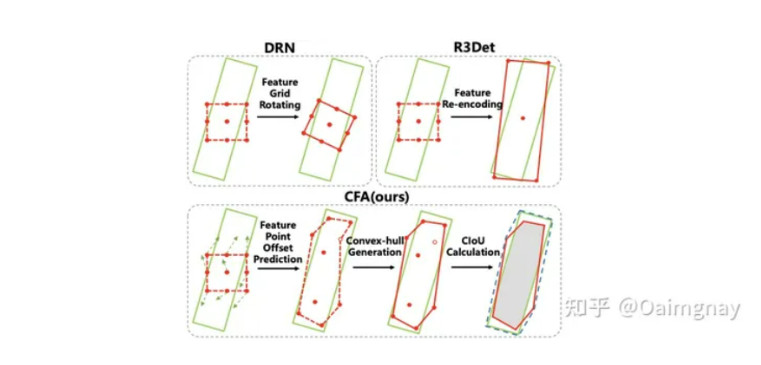 DRN
Feature
Grid
Rotating
R3Det
Feature
Re-encoding
CFA(ours)
Feature
Point
Offset
Prediction
Convex-hull
Generation
CIoU
Calculation
知乎 @Oaimgnay